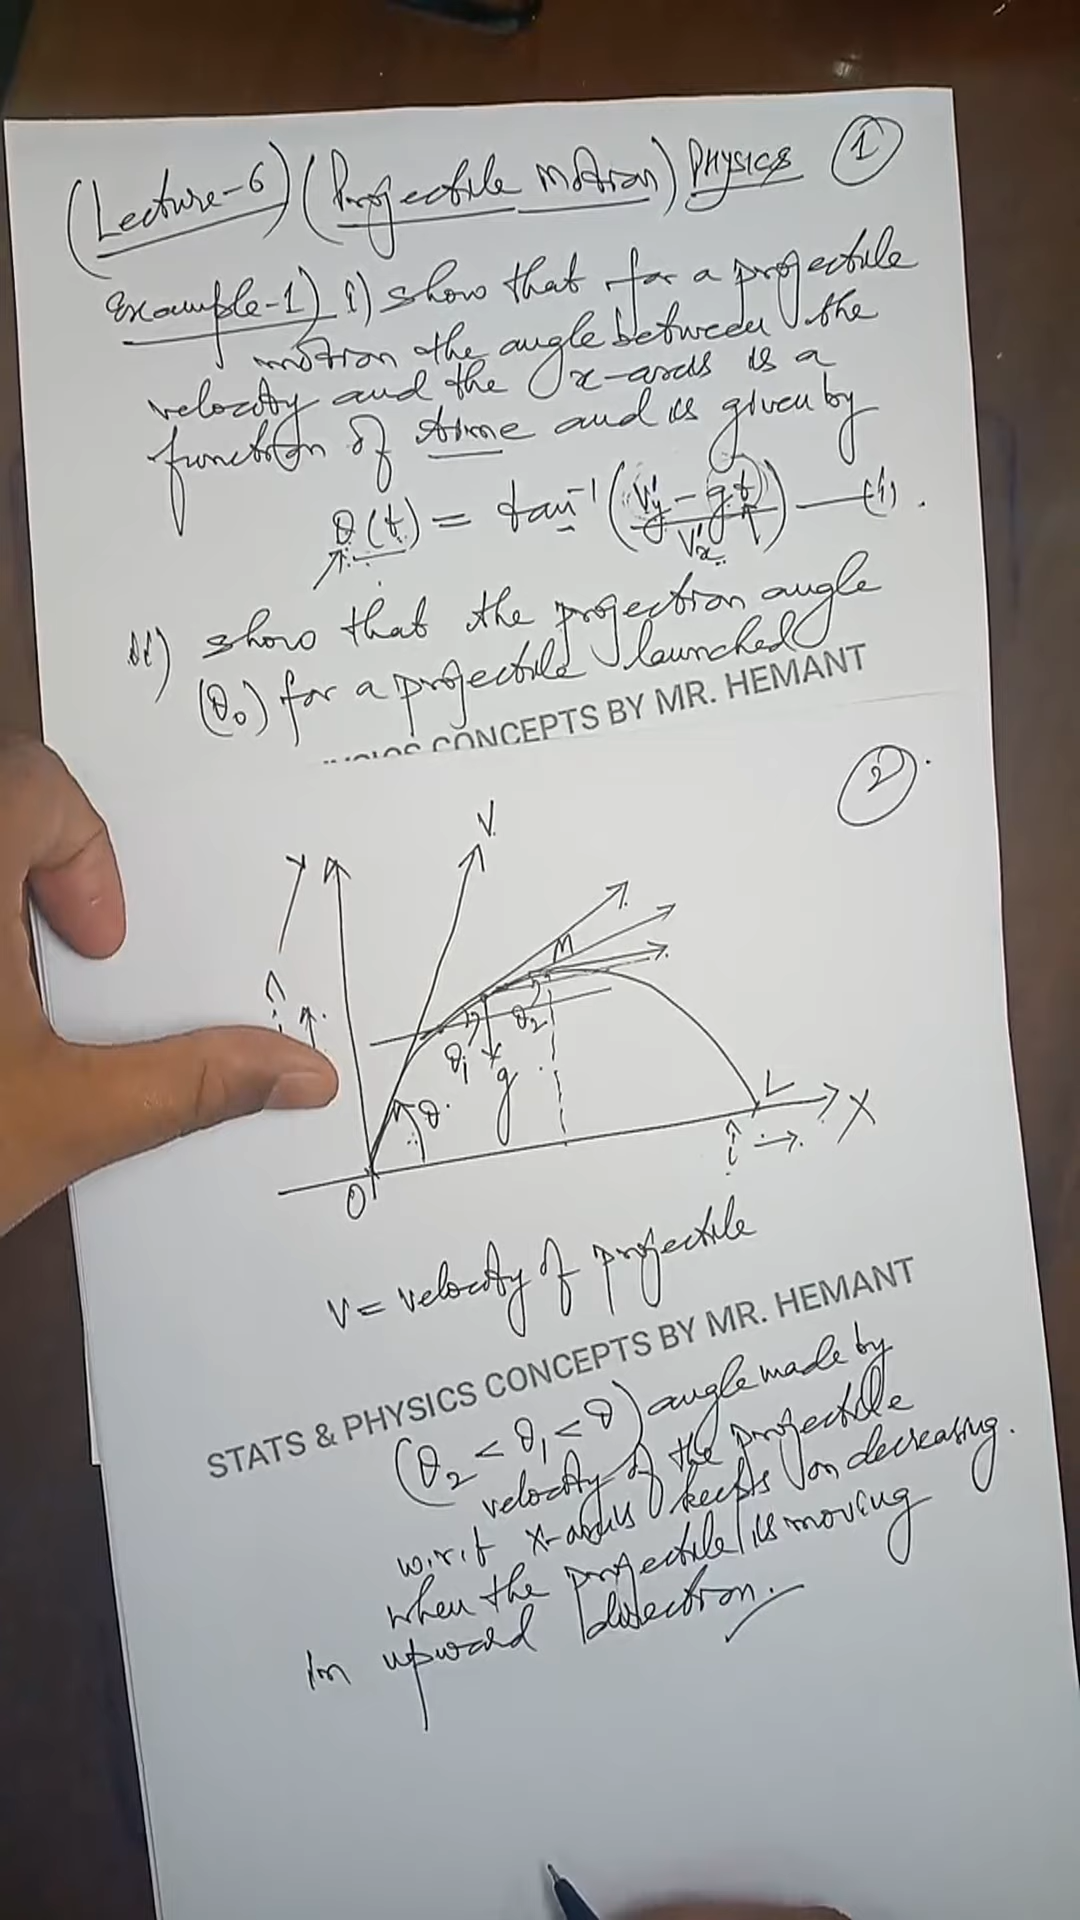 (Lecture-6) (Projectile motion) PHYSICS 1
Example-1) i) show that for a projectile
motion the angle between the
velocity and the x-axis is a
function of time and is given by
θ(t) = tan⁻¹ ((V'y - gt)/V'x) —(i).
ii) show that the projection angle
(θ₀) for a projectile launched
CONCEPTS BY MR. HEMANT
2
Y V
M
θ₁ θ₂
g
θ
L X
O
V = velocity of projectile
STATS & PHYSICS CONCEPTS BY MR. HEMANT
(θ₂ < θ₁ < θ) angle made by
velocity of the projectile
w.r.t x-axis keeps on decreasing.
when the projectile is moving
in upward direction.